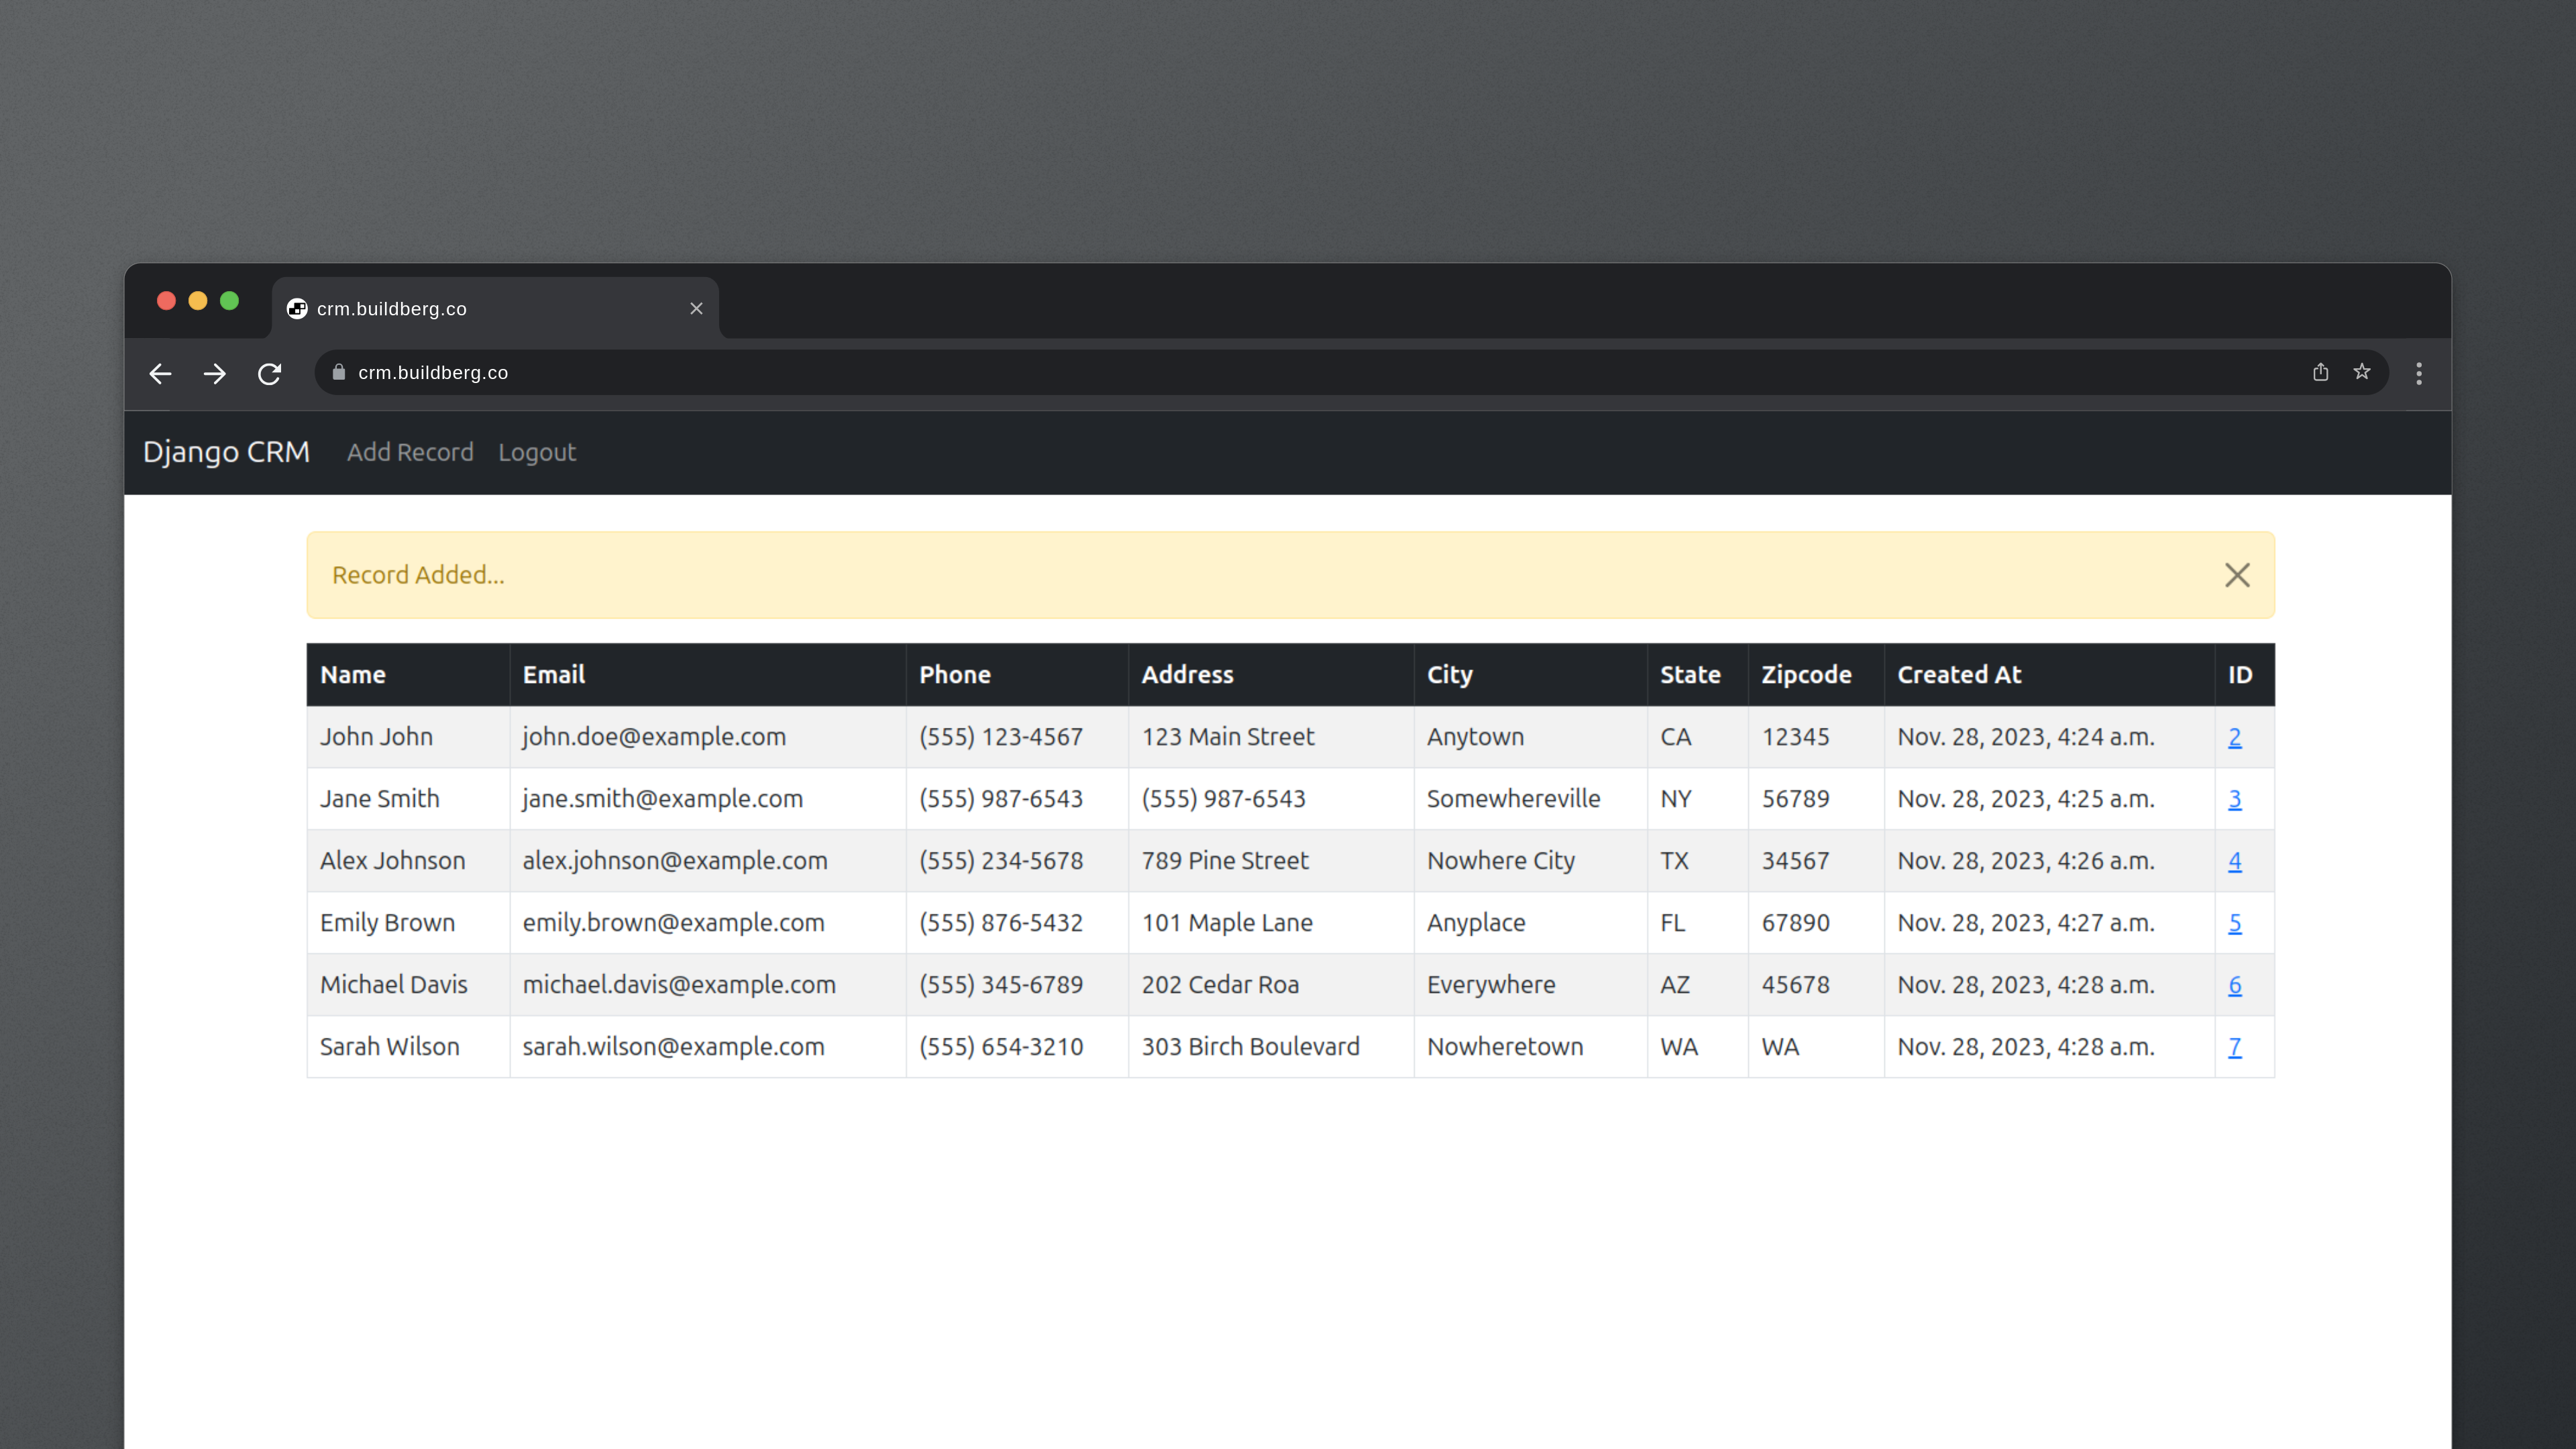 crm.buildberg.co
crm.buildberg.co
Django CRM Add Record Logout
Record Added...
Name Email Phone Address City State Zipcode Created At ID
John John john.doe@example.com (555) 123-4567 123 Main Street Anytown CA 12345 Nov. 28, 2023, 4:24 a.m. 2
Jane Smith jane.smith@example.com (555) 987-6543 (555) 987-6543 Somewhereville NY 56789 Nov. 28, 2023, 4:25 a.m. 3
Alex Johnson alex.johnson@example.com (555) 234-5678 789 Pine Street Nowhere City TX 34567 Nov. 28, 2023, 4:26 a.m. 4
Emily Brown emily.brown@example.com (555) 876-5432 101 Maple Lane Anyplace FL 67890 Nov. 28, 2023, 4:27 a.m. 5
Michael Davis michael.davis@example.com (555) 345-6789 202 Cedar Roa Everywhere AZ 45678 Nov. 28, 2023, 4:28 a.m. 6
Sarah Wilson sarah.wilson@example.com (555) 654-3210 303 Birch Boulevard Nowheretown WA WA Nov. 28, 2023, 4:28 a.m. 7